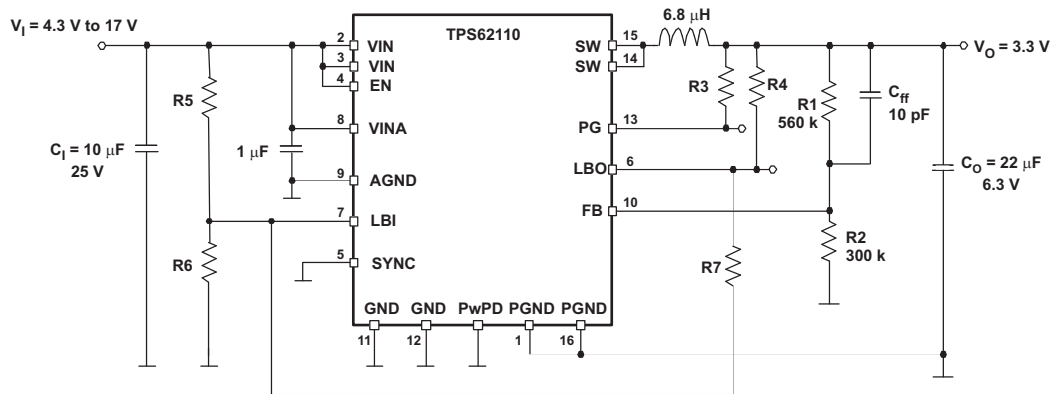 V_I = 4.3 V to 17 V
TPS62110
6.8 μH
V_O = 3.3 V
2
VIN
3
VIN
4
EN
15
SW
14
SW
R5
R3
R4
R1
560 k
C_ff
10 pF
8
VINA
PG
13
C_I = 10 μF
25 V
1 μF
9
AGND
LBO
6
C_O = 22 μF
6.3 V
7
LBI
FB
10
R6
5
SYNC
R7
R2
300 k
GND
GND
PwPD
PGND
PGND
11
12
1
16